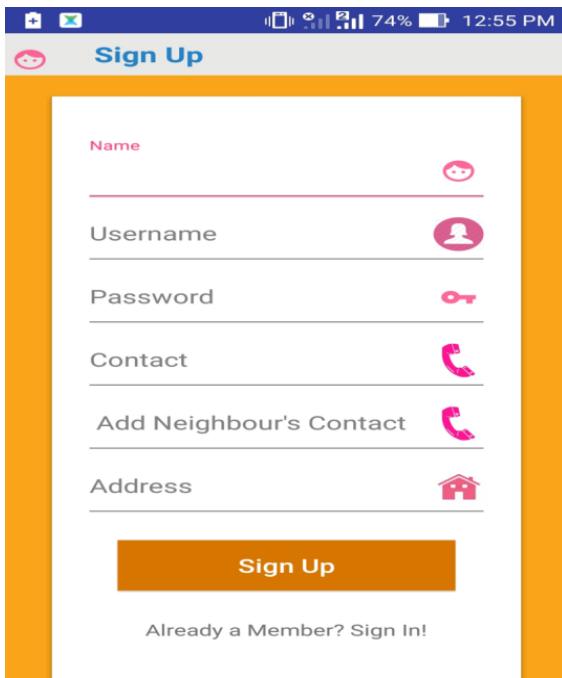 74% 12:55 PM
Sign Up
Name
Username
Password
Contact
Add Neighbour's Contact
Address
Sign Up
Already a Member? Sign In!